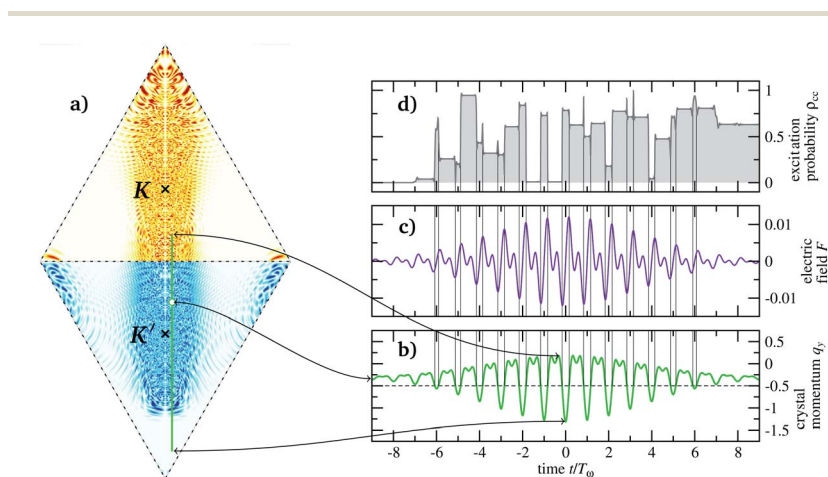 a)
K
K′
d)
1
0.5
0
excitation
probability ρcc
c)
0.01
0
-0.01
electric
field F
b)
0.5
0
-0.5
-1
-1.5
crystal
momentum qy
-8 -6 -4 -2 0 2 4 6 8
time t/Tω